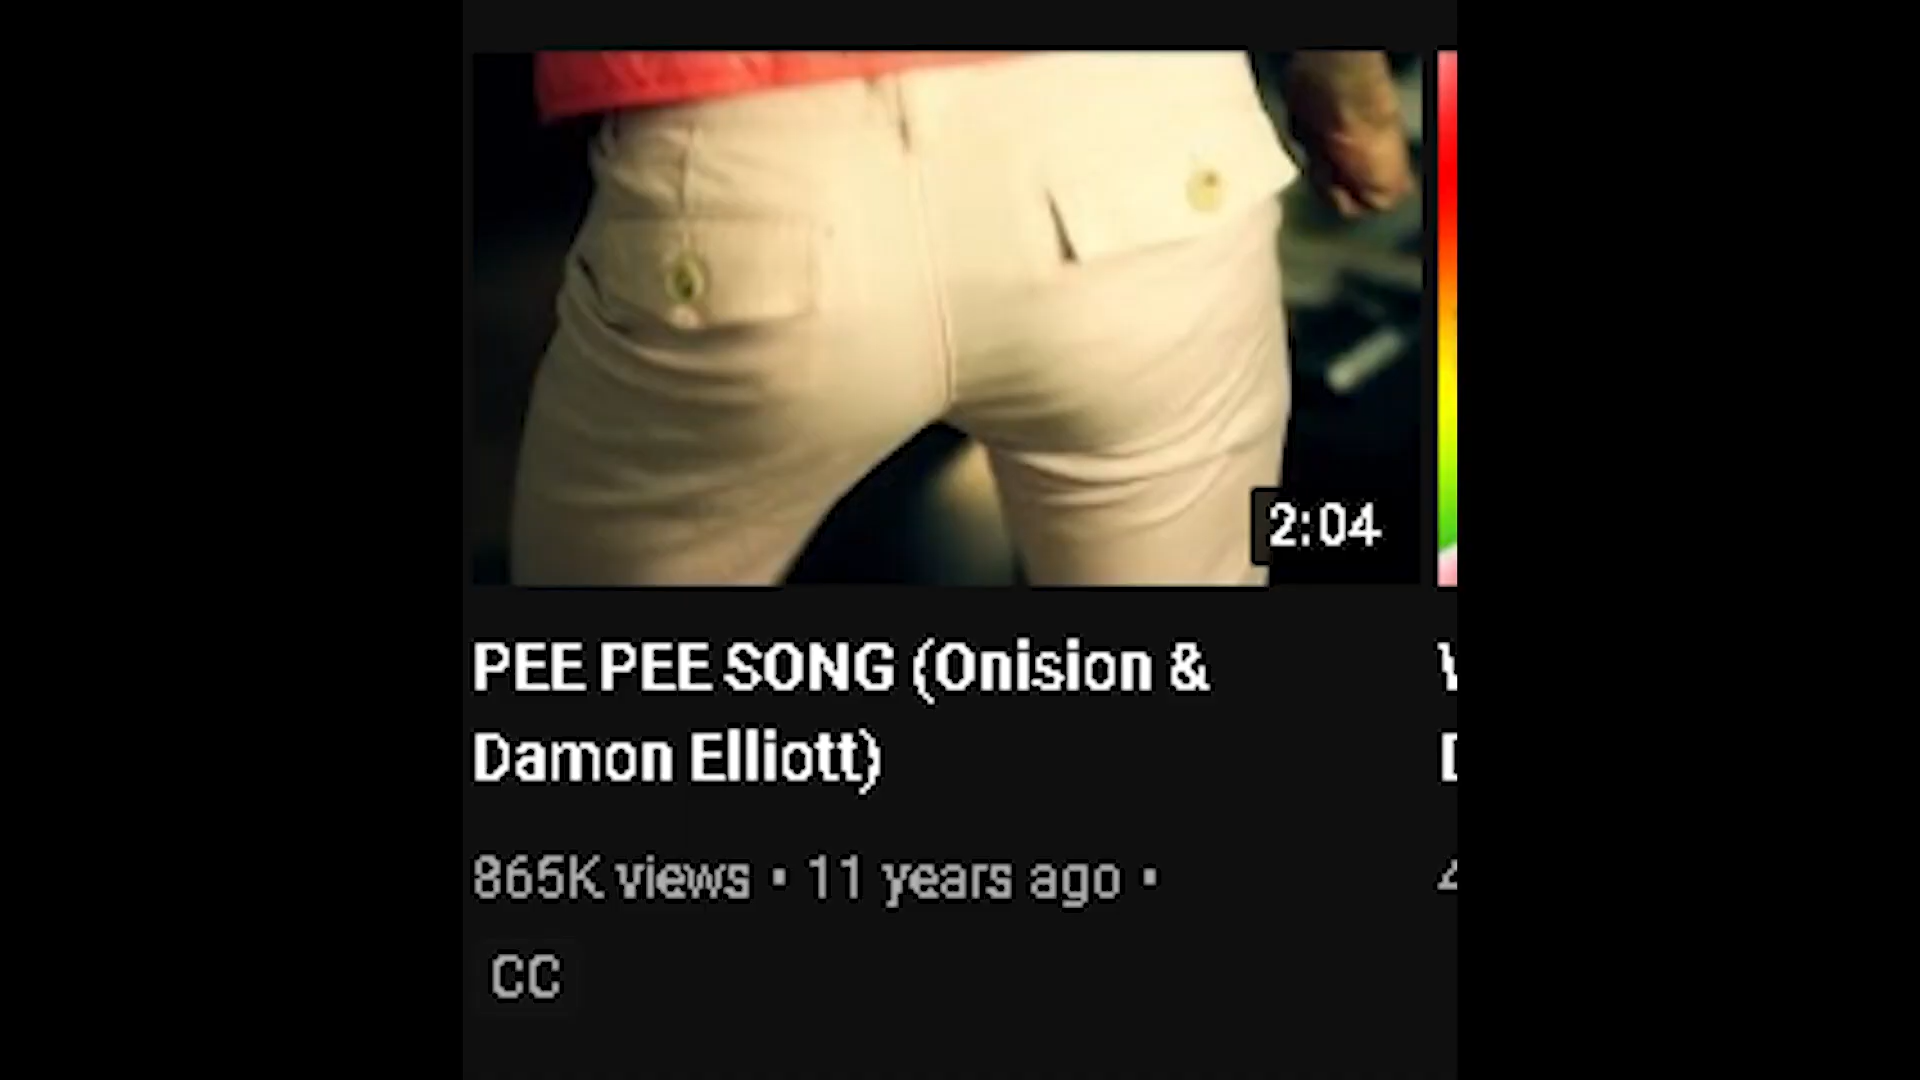 2:04
PEE PEE SONG (Onision &
Damon Elliott)
865K views • 11 years ago •
CC